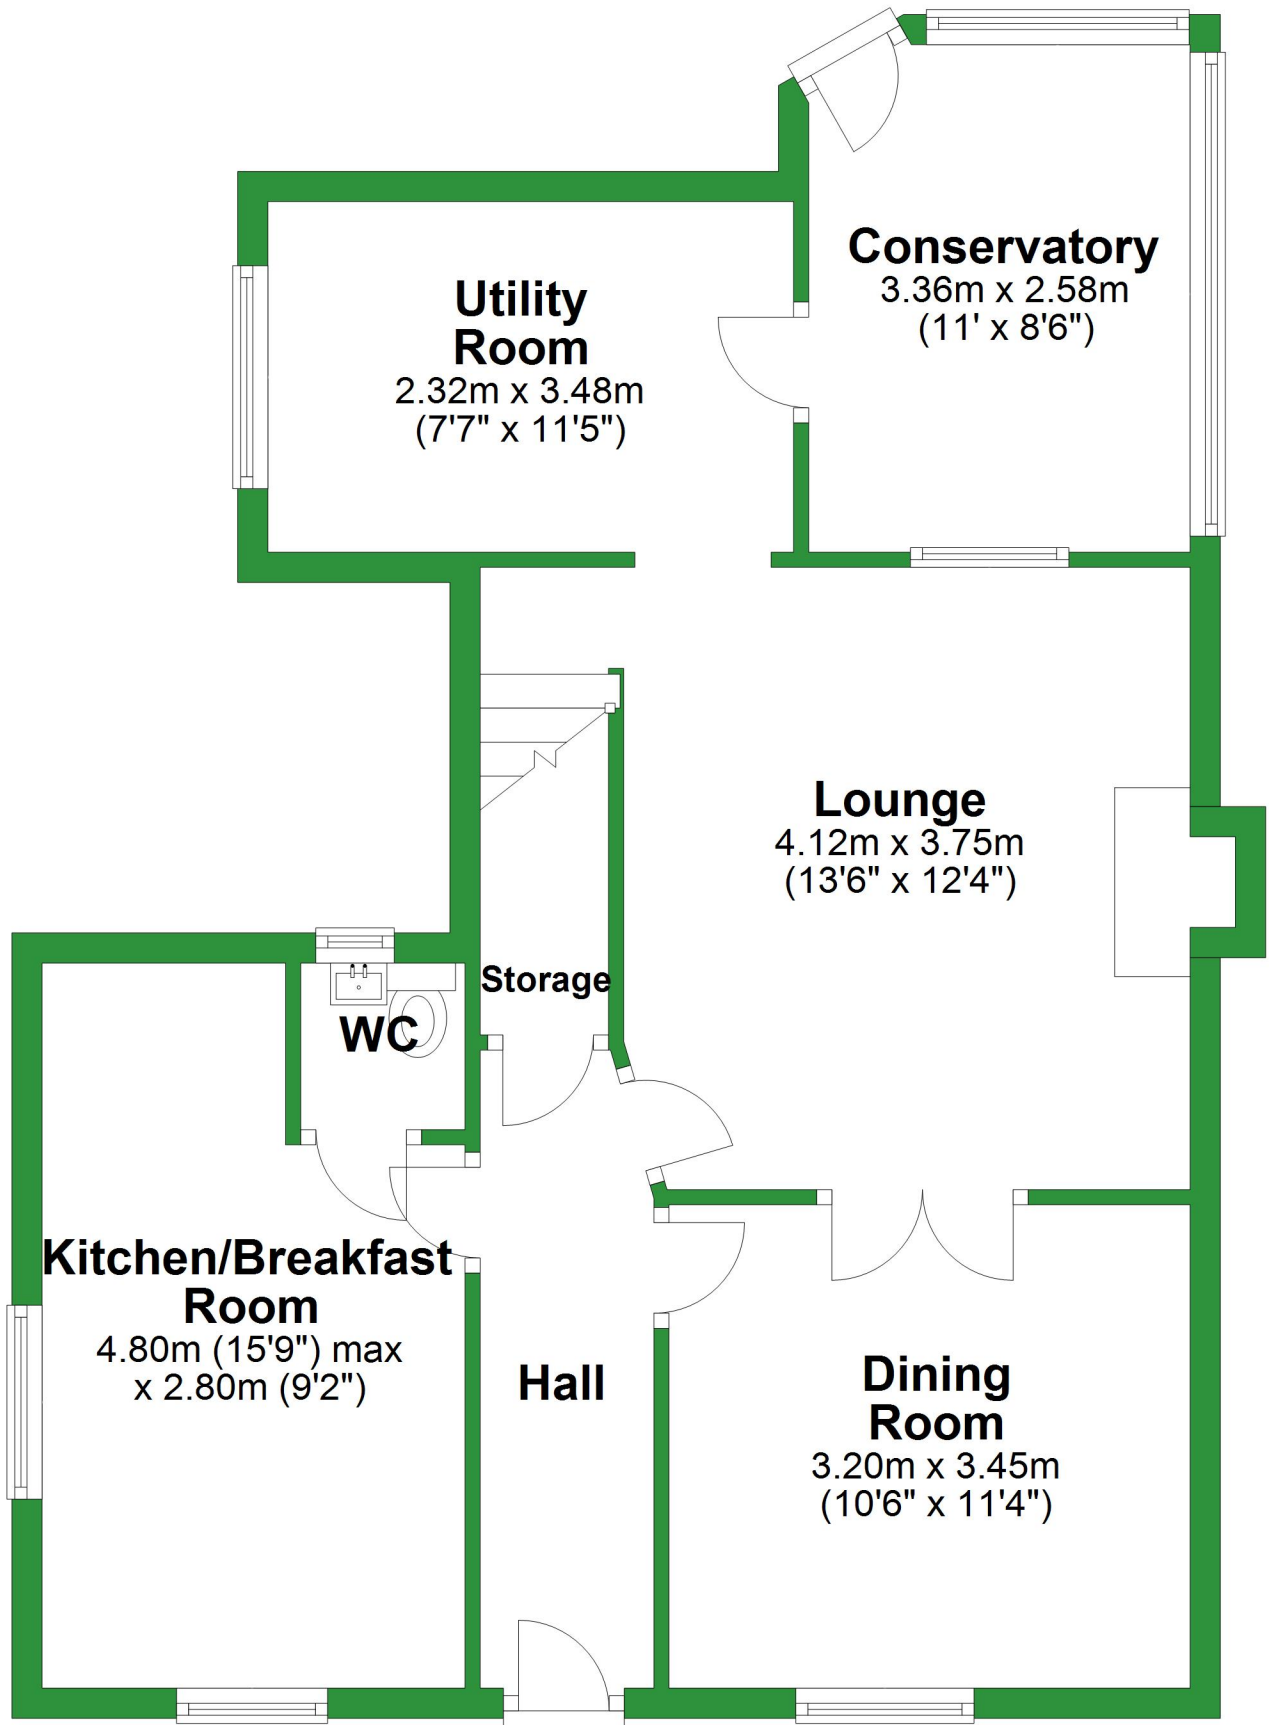 Conservatory
3.36m x 2.58m
(11' x 8'6")
Utility
Room
2.32m x 3.48m
(7'7" x 11'5")
Lounge
4.12m x 3.75m
(13'6" x 12'4")
Storage
WC
Kitchen/Breakfast
Room
4.80m (15'9") max
x 2.80m (9'2")
Hall
Dining
Room
3.20m x 3.45m
(10'6" x 11'4")